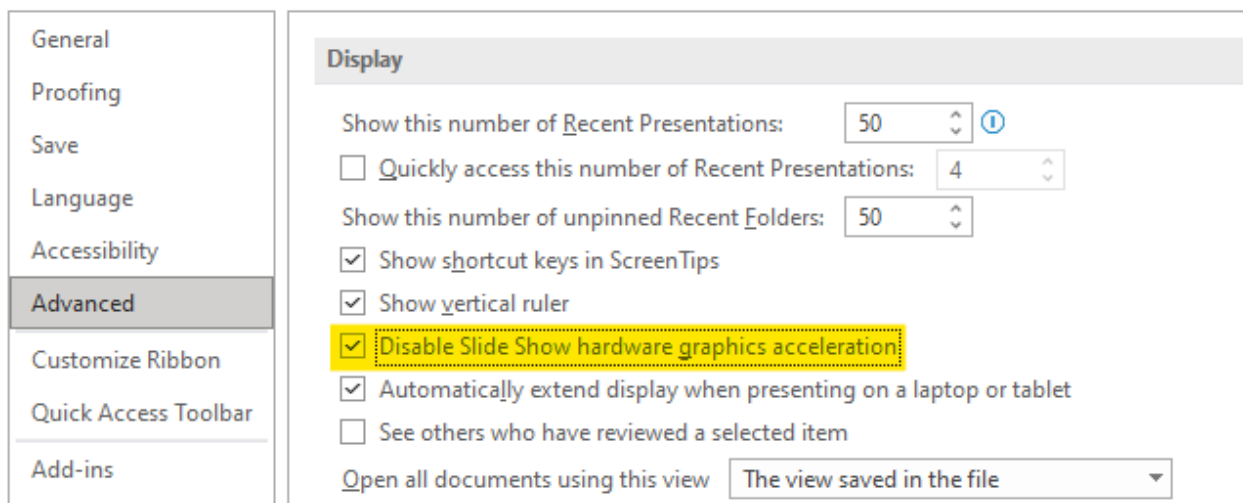 General
Proofing
Save
Language
Accessibility
Advanced
Customize Ribbon
Quick Access Toolbar
Add-ins
Display
Show this number of Recent Presentations: 50
Quickly access this number of Recent Presentations: 4
Show this number of unpinned Recent Folders: 50
Show shortcut keys in ScreenTips
Show vertical ruler
Disable Slide Show hardware graphics acceleration
Automatically extend display when presenting on a laptop or tablet
See others who have reviewed a selected item
Open all documents using this view The view saved in the file